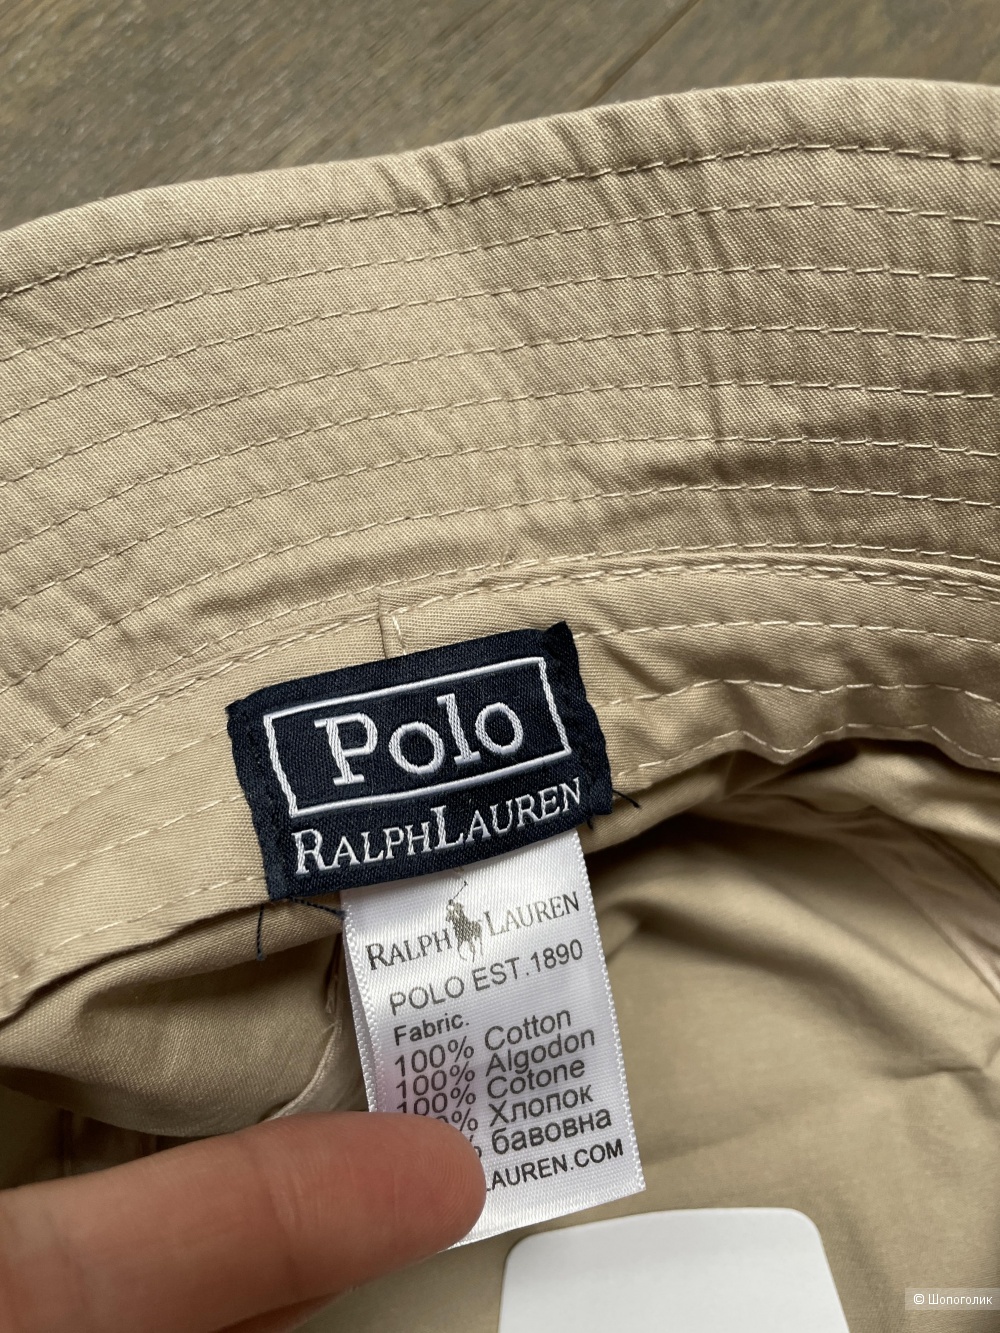 Polo
RALPH LAUREN
RALPH LAUREN
POLO EST.1890
Fabric.
100% Cotton
100% Algodon
100% Cotone
% Хлопок
бавовна
LAUREN.COM
© Шопоголик